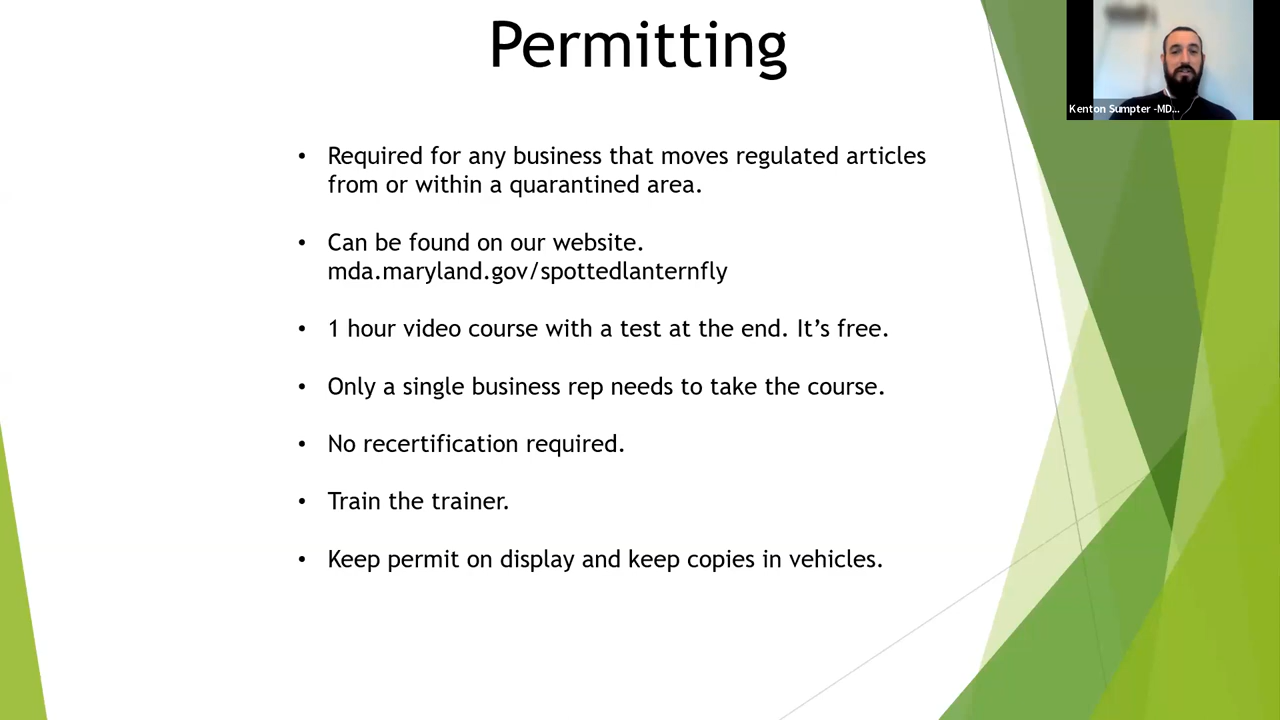 Permitting
Kenton Sumpter -MD...
• Required for any business that moves regulated articles
from or within a quarantined area.
• Can be found on our website.
mda.maryland.gov/spottedlanternfly
• 1 hour video course with a test at the end. It’s free.
• Only a single business rep needs to take the course.
• No recertification required.
• Train the trainer.
• Keep permit on display and keep copies in vehicles.